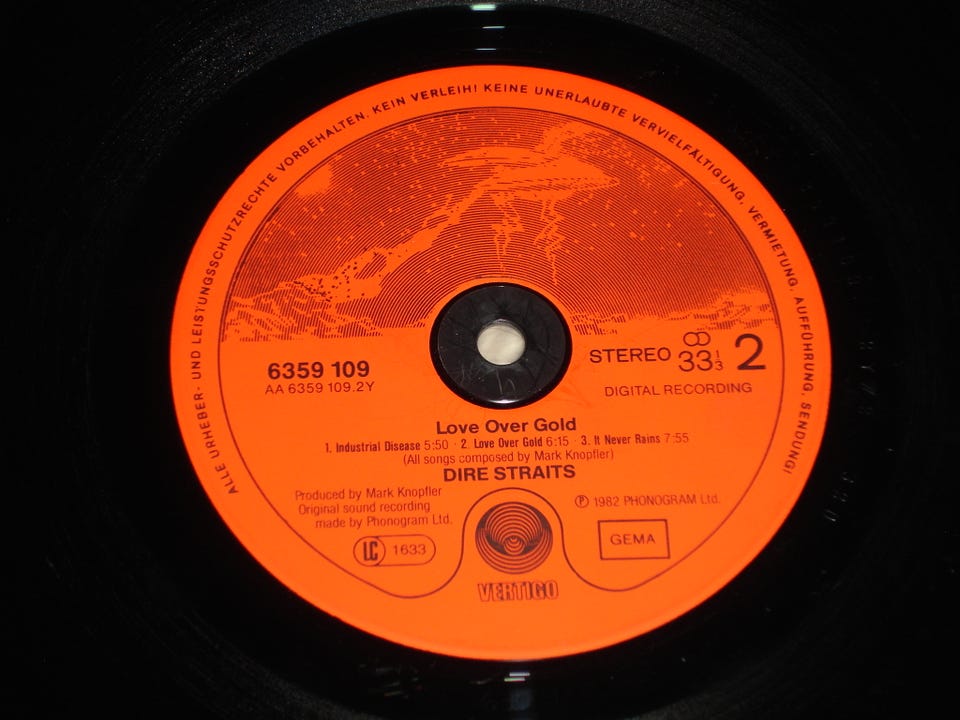 ALLE URHEBER- UND LEISTUNGSSCHUTZRECHTE VORBEHALTEN. KEIN VERLEIH! KEINE UNERLAUBTE VERVIELFÄLTIGUNG, VERMIETUNG, AUFFÜHRUNG, SENDUNG!
6359 109
AA 6359 109.2Y
STEREO 33 1/3 2
DIGITAL RECORDING
Love Over Gold
1. Industrial Disease 5:50 · 2. Love Over Gold 6:15 · 3. It Never Rains 7:55
(All songs composed by Mark Knopfler)
DIRE STRAITS
Produced by Mark Knopfler
Original sound recording
made by Phonogram Ltd.
℗ 1982 PHONOGRAM Ltd.
LC 1633
GEMA
VERTIGO